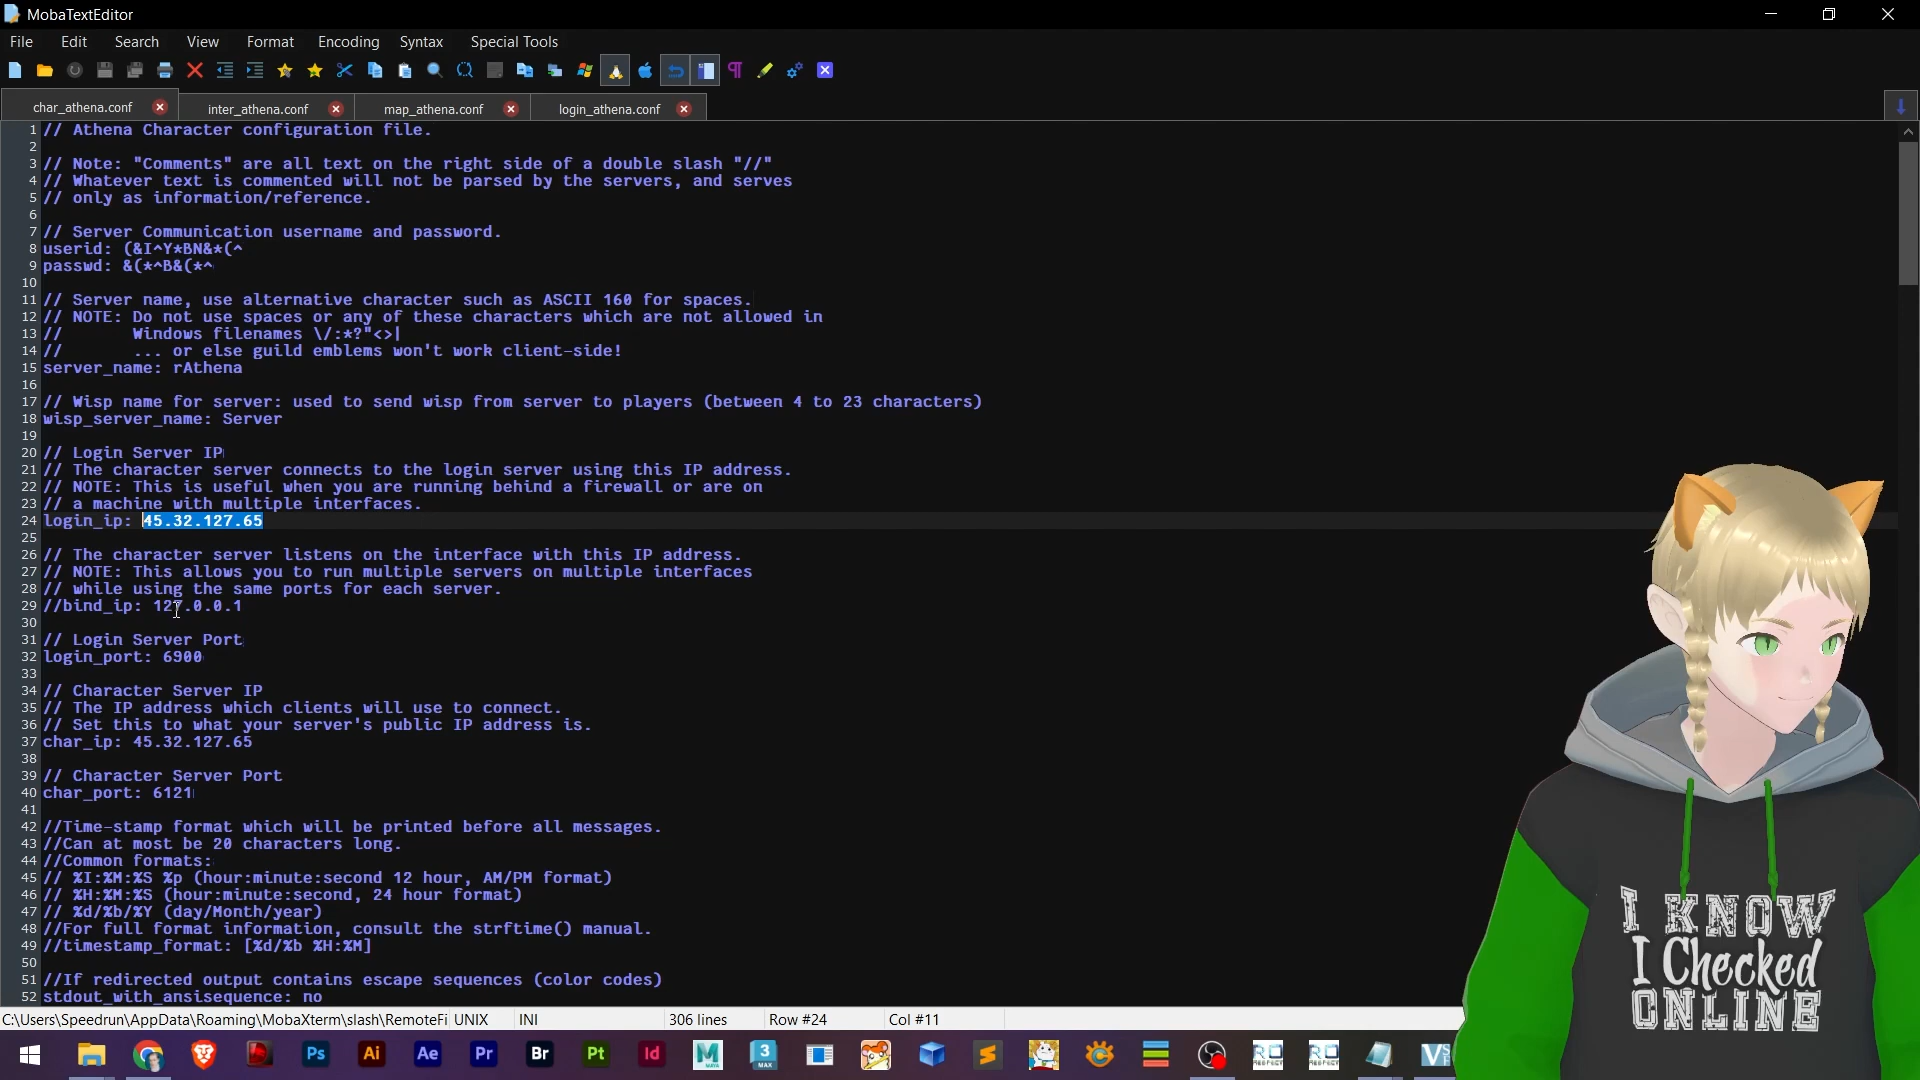 MobaTextEditor
File Edit Search View Format Encoding Syntax Special Tools
char_athena.conf inter_athena.conf map_athena.conf login_athena.conf
1 // Athena Character configuration file.
2
3 // Note: "Comments" are all text on the right side of a double slash "//"
4 // Whatever text is commented will not be parsed by the servers, and serves
5 // only as information/reference.
6
7 // Server Communication username and password.
8 userid: (&I^Y*BN&*(^
9 passwd: &(*^B&(*^
10
11 // Server name, use alternative character such as ASCII 160 for spaces.
12 // NOTE: Do not use spaces or any of these characters which are not allowed in
13 // Windows filenames \/:*?"<>|
14 // ... or else guild emblems won't work client-side!
15 server_name: rAthena
16
17 // Wisp name for server: used to send wisp from server to players (between 4 to 23 characters)
18 wisp_server_name: Server
19
20 // Login Server IP
21 // The character server connects to the login server using this IP address.
22 // NOTE: This is useful when you are running behind a firewall or are on
23 // a machine with multiple interfaces.
24 login_ip: 45.32.127.65
25
26 // The character server listens on the interface with this IP address.
27 // NOTE: This allows you to run multiple servers on multiple interfaces
28 // while using the same ports for each server.
29 //bind_ip: 127.0.0.1
30
31 // Login Server Port
32 login_port: 6900
33
34 // Character Server IP
35 // The IP address which clients will use to connect.
36 // Set this to what your server's public IP address is.
37 char_ip: 45.32.127.65
38
39 // Character Server Port
40 char_port: 6121
41
42 //Time-stamp format which will be printed before all messages.
43 //Can at most be 20 characters long.
44 //Common formats:
45 // %I:%M:%S %p (hour:minute:second 12 hour, AM/PM format)
46 // %H:%M:%S (hour:minute:second, 24 hour format)
47 // %d/%b/%Y (day/Month/year)
48 //For full format information, consult the strftime() manual.
49 //timestamp_format: [%d/%b %H:%M]
50
51 //If redirected output contains escape sequences (color codes)
52 stdout_with_ansisequence: no
C:\Users\Speedrun\AppData\Roaming\MobaXterm\slash\RemoteFi UNIX INI 306 lines Row #24 Col #11
I KNOW
I Checked
ONLINE
Ps Ai Ae Pr Br Pt Id M 3 MAX